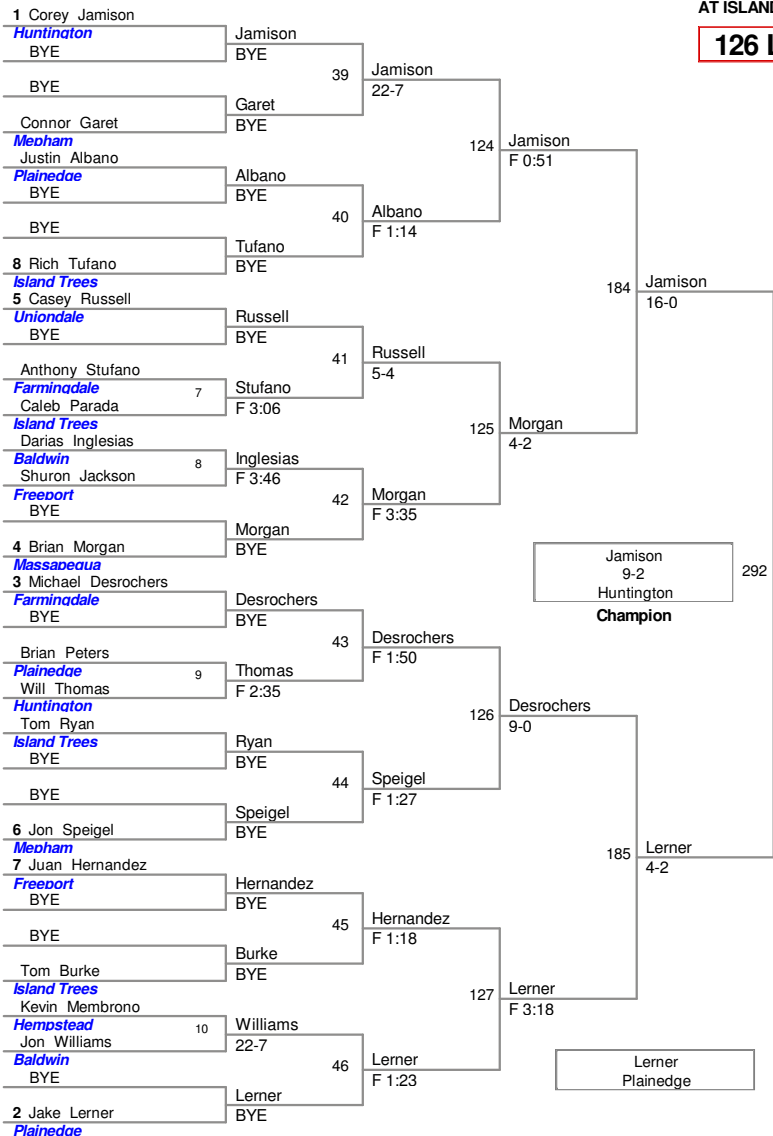 AT ISLAND
126 L
1 Corey Jamison
Huntington
BYE
BYE
Connor Garet
Mepham
Justin Albano
Plainedge
BYE
BYE
8 Rich Tufano
Island Trees
5 Casey Russell
Uniondale
BYE
Anthony Stufano
Farmingdale 7
Caleb Parada
Island Trees
Darias Inglesias
Baldwin 8
Shuron Jackson
Freeport
BYE
4 Brian Morgan
Massapequa
3 Michael Desrochers
Farmingdale
BYE
Brian Peters
Plainedge 9
Will Thomas
Huntington
Tom Ryan
Island Trees
BYE
BYE
6 Jon Speigel
Mepham
7 Juan Hernandez
Freeport
BYE
BYE
Tom Burke
Island Trees
Kevin Membrono
Hempstead 10
Jon Williams
Baldwin
BYE
2 Jake Lerner
Plainedge
Jamison
BYE
39
Garet
BYE
Albano
BYE
40
Tufano
BYE
Russell
BYE
41
Stufano
F 3:06
Inglesias
F 3:46
42
Morgan
BYE
Desrochers
BYE
43
Thomas
F 2:35
Ryan
BYE
44
Speigel
BYE
Hernandez
BYE
45
Burke
BYE
Williams
22-7
46
Lerner
BYE
Jamison
22-7
124
Albano
F 1:14
Russell
5-4
125
Morgan
F 3:35
Desrochers
F 1:50
126
Speigel
F 1:27
Hernandez
F 1:18
127
Lerner
F 1:23
Jamison
F 0:51
184
Morgan
4-2
Desrochers
9-0
185
Lerner
F 3:18
Jamison
16-0
292
Lerner
4-2
Jamison
9-2
Huntington
Champion
Lerner
Plainedge